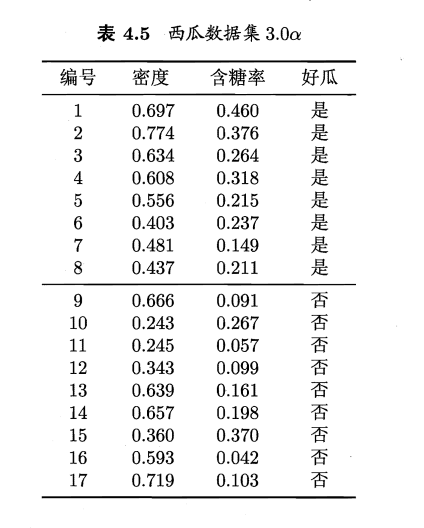 表 4.5 西瓜数据集 3.0α
编号 密度 含糖率 好瓜
1 0.697 0.460 是
2 0.774 0.376 是
3 0.634 0.264 是
4 0.608 0.318 是
5 0.556 0.215 是
6 0.403 0.237 是
7 0.481 0.149 是
8 0.437 0.211 是
9 0.666 0.091 否
10 0.243 0.267 否
11 0.245 0.057 否
12 0.343 0.099 否
13 0.639 0.161 否
14 0.657 0.198 否
15 0.360 0.370 否
16 0.593 0.042 否
17 0.719 0.103 否